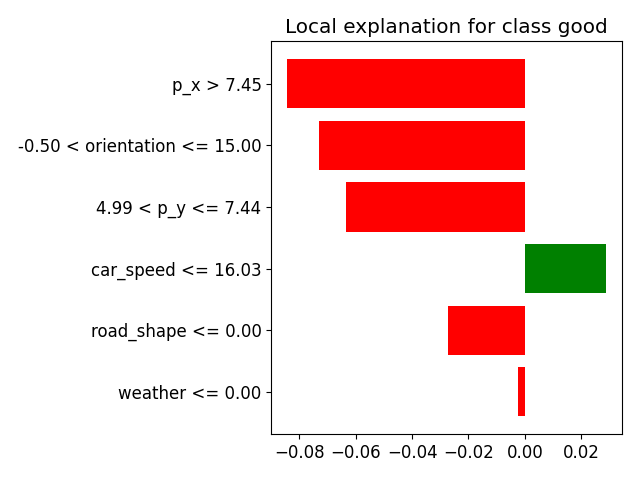 Local explanation for class good
p_x > 7.45
-0.50 < orientation <= 15.00
4.99 < p_y <= 7.44
car_speed <= 16.03
road_shape <= 0.00
weather <= 0.00
−0.08 −0.06 −0.04 −0.02 0.00 0.02